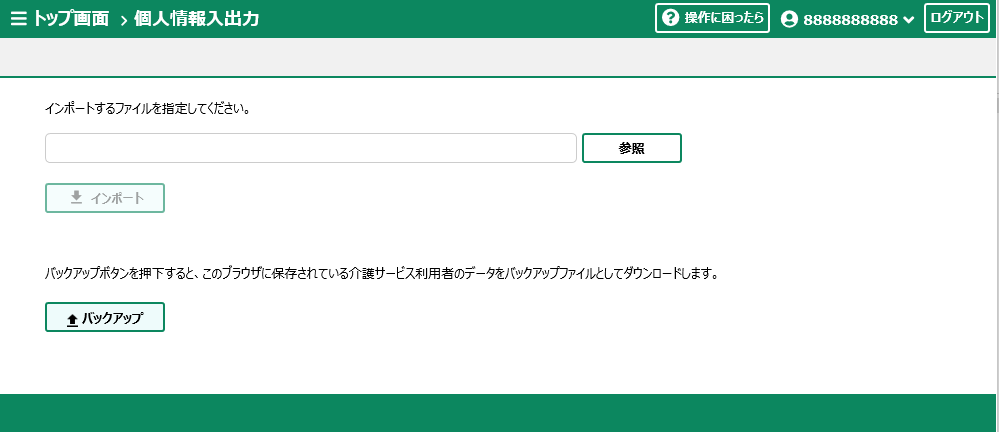 トップ画面 > 個人情報入出力 ? 操作に困ったら 8888888888 ログアウト
インポートするファイルを指定してください。
参照
インポート
バックアップボタンを押下すると、このブラウザに保存されている介護サービス利用者のデータをバックアップファイルとしてダウンロードします。
バックアップ